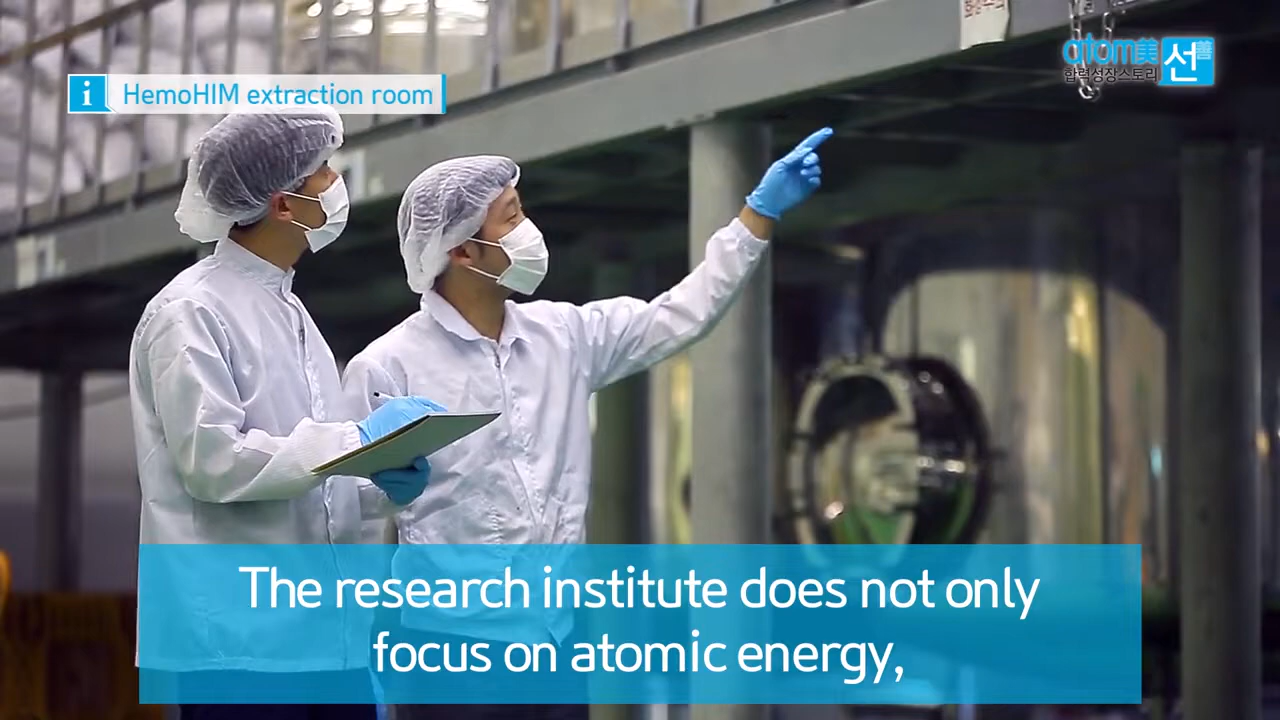 atom美
합력성장스토리
선善
i HemoHIM extraction room
The research institute does not only
focus on atomic energy,